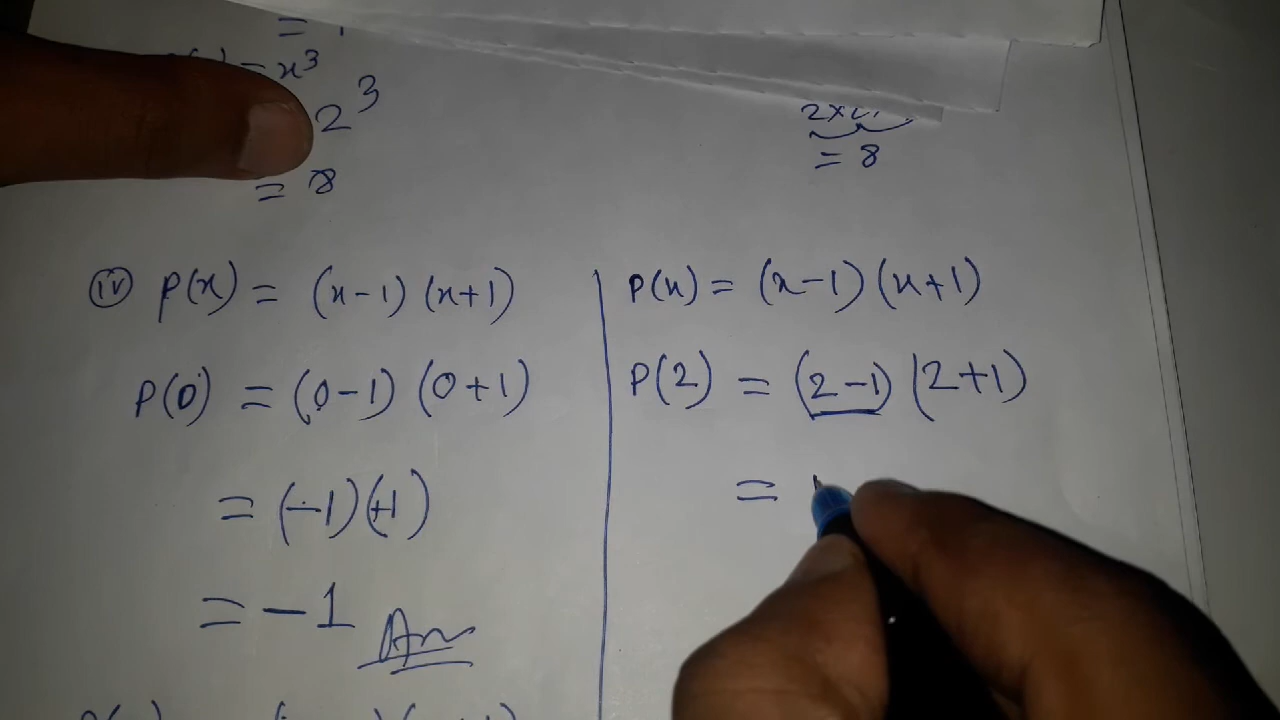 = x³
2³
= 8
= 8
(iv) P(x) = (x-1) (x+1)
P(0) = (0-1) (0+1)
= (-1)(+1)
= -1 Ans
P(x) = (x-1) (x+1)
P(2) = (2-1) (2+1)
=